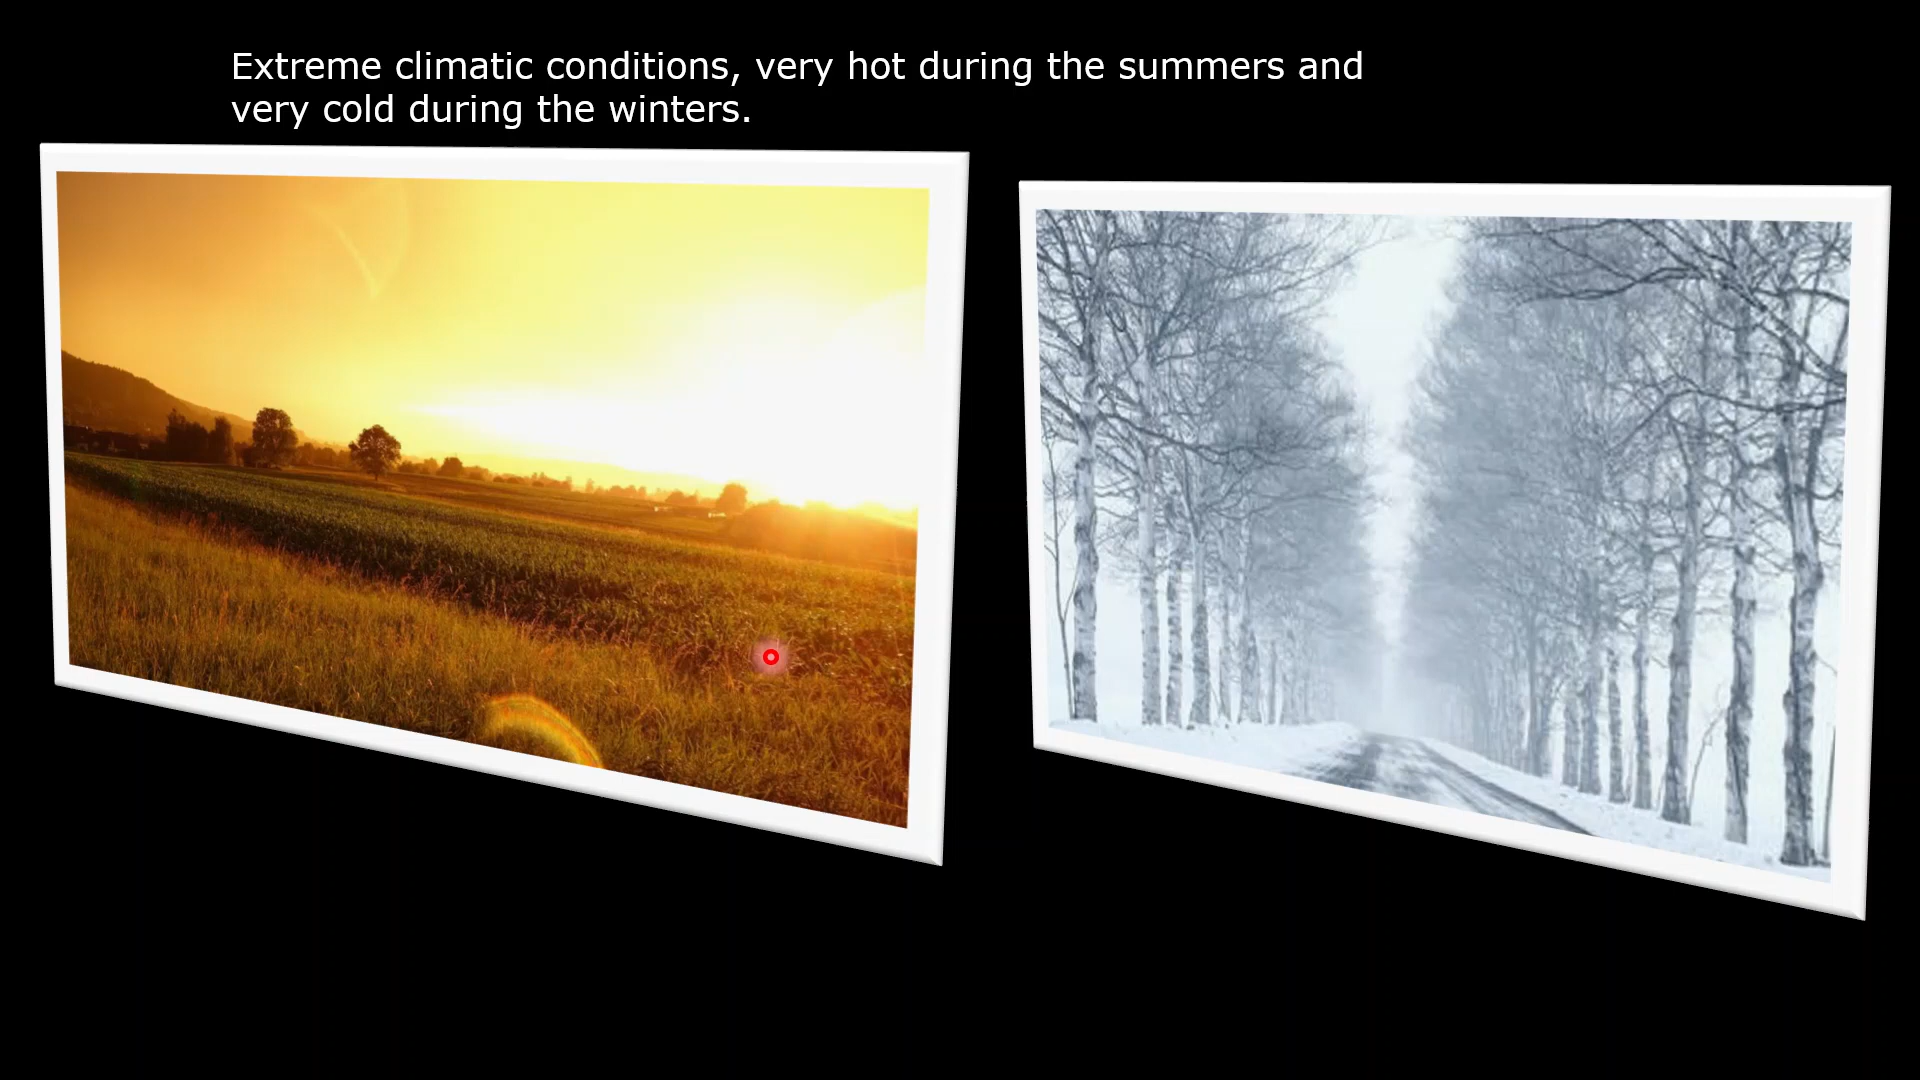 Extreme climatic conditions, very hot during the summers and
very cold during the winters.